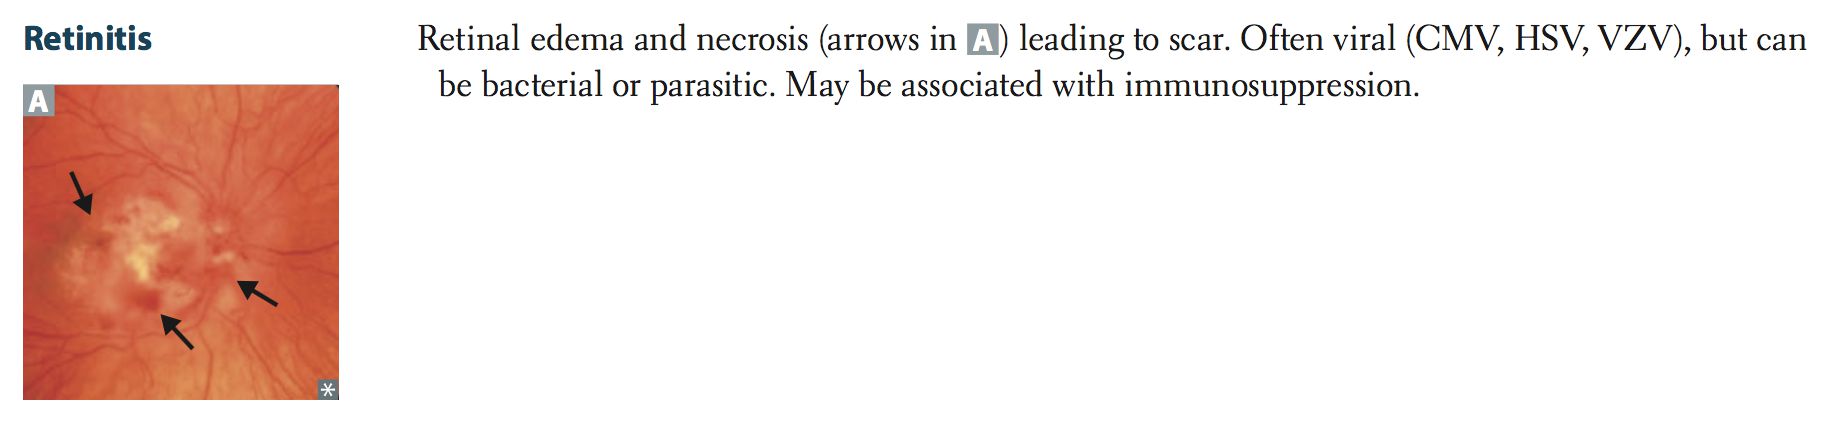 Retinitis
Retinal edema and necrosis (arrows in A) leading to scar. Often viral (CMV, HSV, VZV), but can
be bacterial or parasitic. May be associated with immunosuppression.
A
*